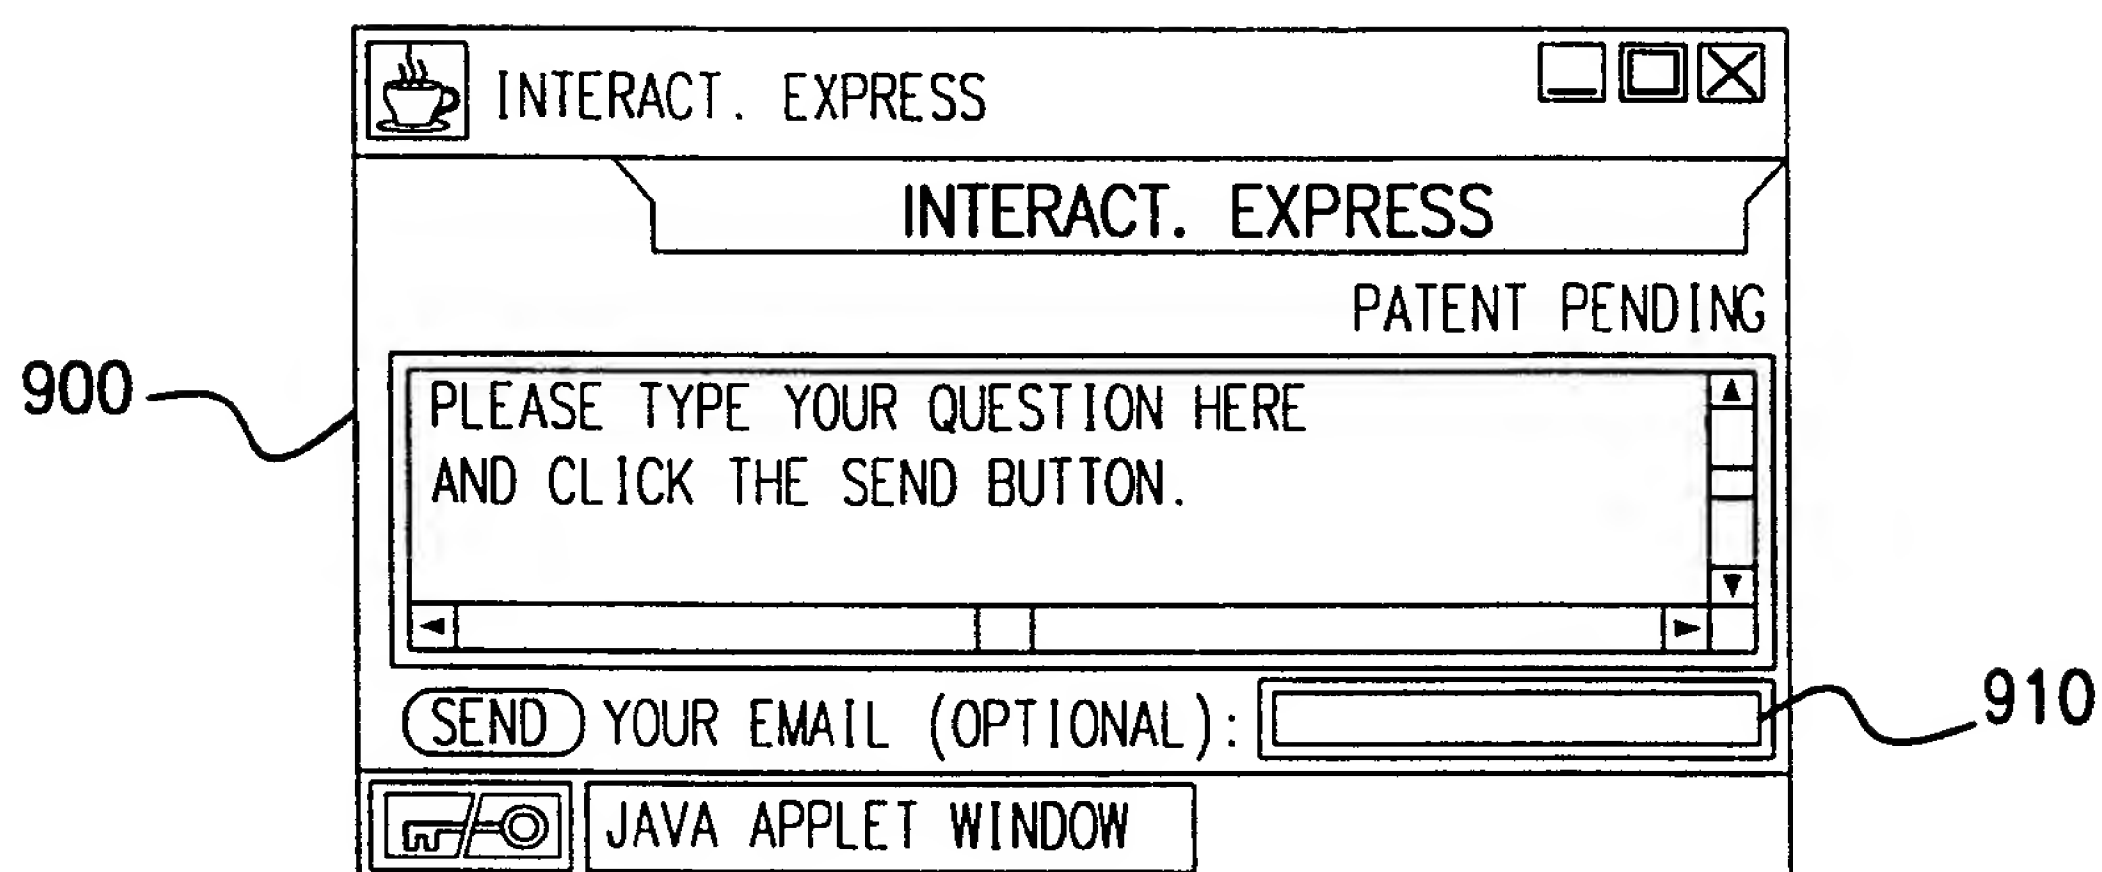 INTERACT. EXPRESS
INTERACT. EXPRESS
PATENT PENDING
900
PLEASE TYPE YOUR QUESTION HERE
AND CLICK THE SEND BUTTON.
SEND YOUR EMAIL (OPTIONAL):
910
JAVA APPLET WINDOW